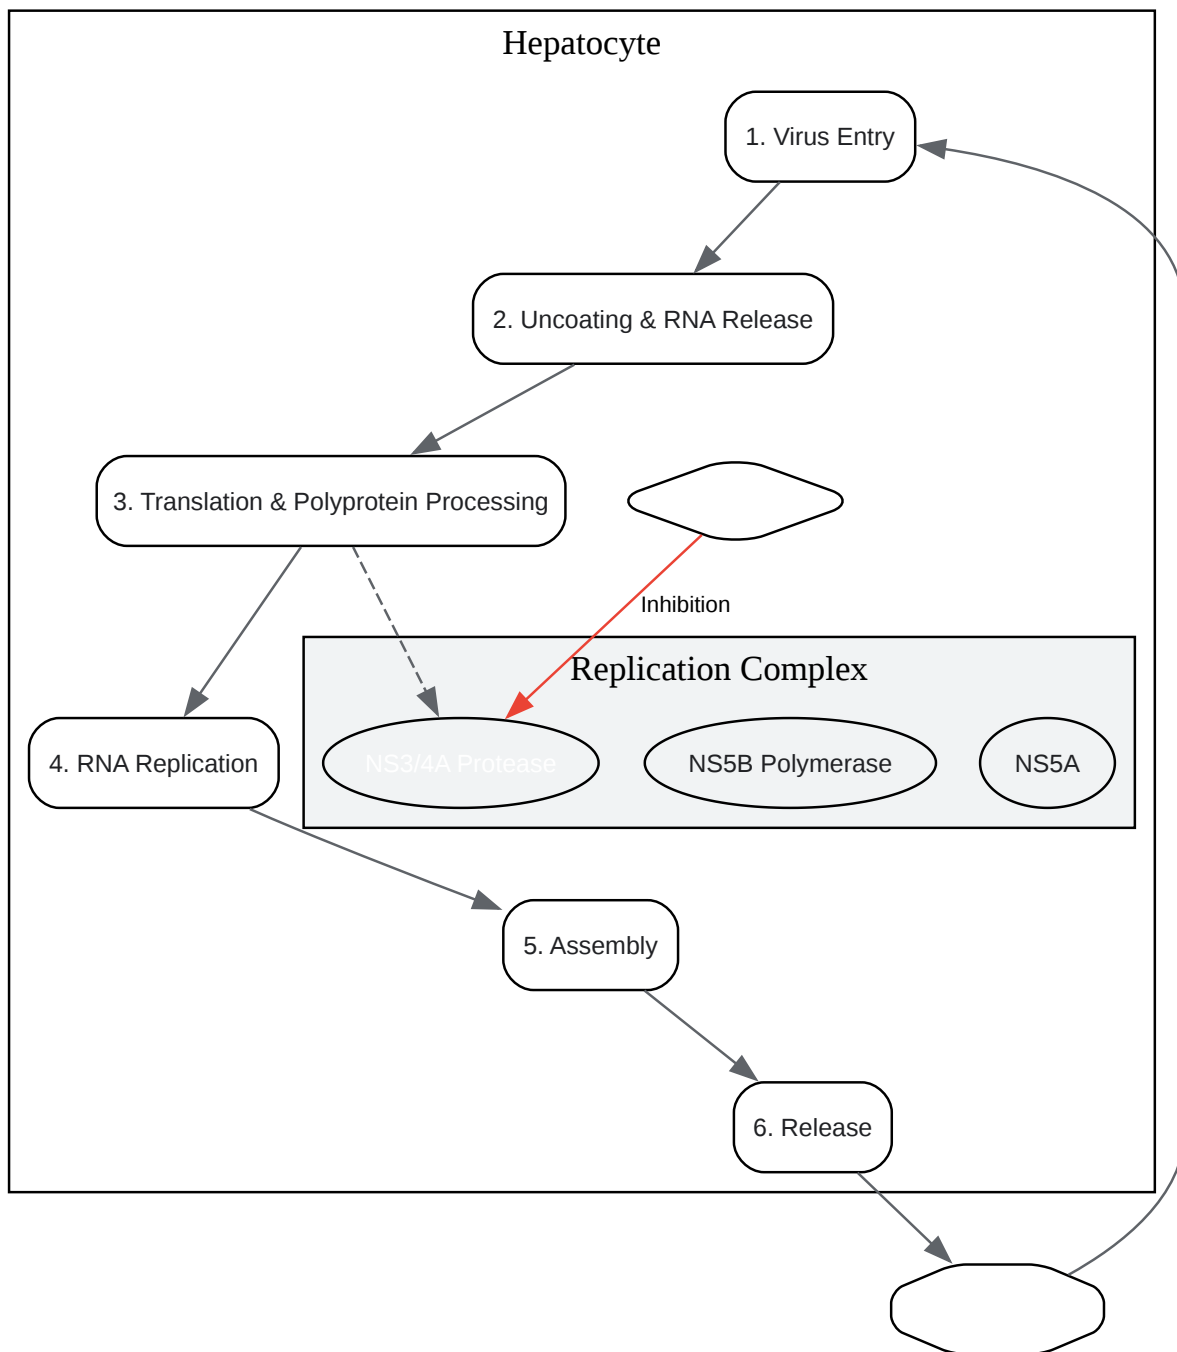 Hepatocyte
1. Virus Entry
2. Uncoating & RNA Release
3. Translation & Polyprotein Processing
Inhibition
Replication Complex
4. RNA Replication
NS3/4A Protease
NS5B Polymerase
NS5A
5. Assembly
6. Release